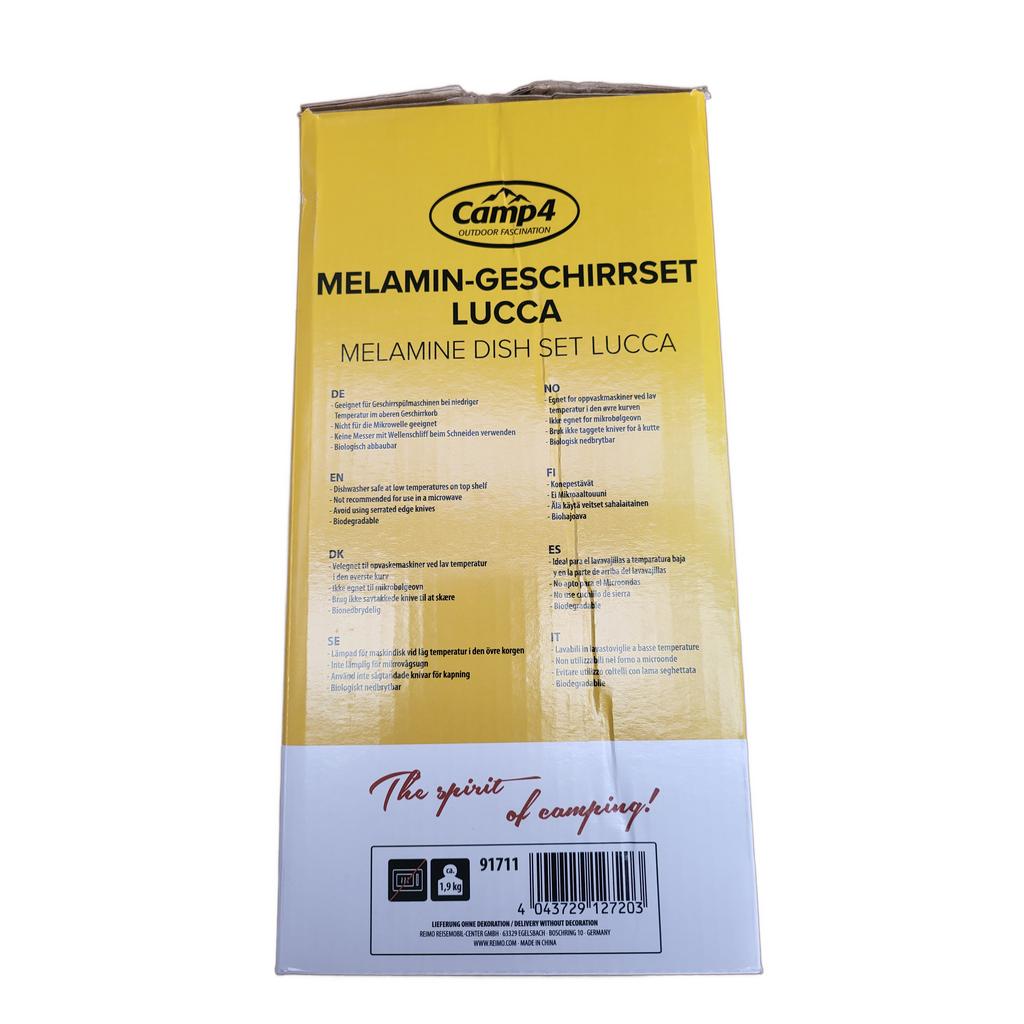 Camp4
OUTDOOR FASCINATION
MELAMIN-GESCHIRRSET
LUCCA
MELAMINE DISH SET LUCCA
DE
- Geeignet für Geschirrspülmaschinen bei niedriger
Temperatur im oberen Geschirrkorb
- Nicht für die Mikrowelle geeignet
- Keine Messer mit Wellenschliff beim Schneiden verwenden
- Biologisch abbaubar
EN
- Dishwasher safe at low temperatures on top shelf
- Not recommended for use in a microwave
- Avoid using serrated edge knives
- Biodegradable
DK
- Velegnet til opvaskemaskiner ved lav temperatur
i den øverste kurv
- Ikke egnet til mikrobølgeovn
- Brug ikke savtakkede knive til at skære
- Bionedbrydelig
SE
- Lämpad för maskindisk vid låg temperatur i den övre korgen
- Inte lämplig för mikrovågsugn
- Använd inte sågtandade knivar för kapning
- Biologiskt nedbrytbar
NO
- Egnet for oppvaskmaskiner ved lav
temperatur i den øvre kurven
- Ikke egnet for mikrobølgeovn
- Bruk ikke taggete kniver for å kutte
- Biologisk nedbrytbar
FI
- Konepestävät
- Ei Mikroaaltouuni
- Älä käytä veitset sahalaitainen
- Biohajoava
ES
- Ideal para el lavavajillas a temparatura baja
y en la parte de arriba del lavavajillas
- No apto para el Microondas
- No use cuchillo de sierra
- Biodegradable
IT
- Lavabili in lavastoviglie a basse temperature
- Non utilizzabili nel forno a microonde
- Evitare utilizzo coltelli con lama seghettata
- Biodegradabile
The spirit
of camping!
ca.
1,9 kg
91711
4 043729 127203
LIEFERUNG OHNE DEKORATION / DELIVERY WITHOUT DECORATION
REIMO REISEMOBIL-CENTER GMBH · 63329 EGELSBACH · BOSCHRING 10 · GERMANY
WWW.REIMO.COM · MADE IN CHINA